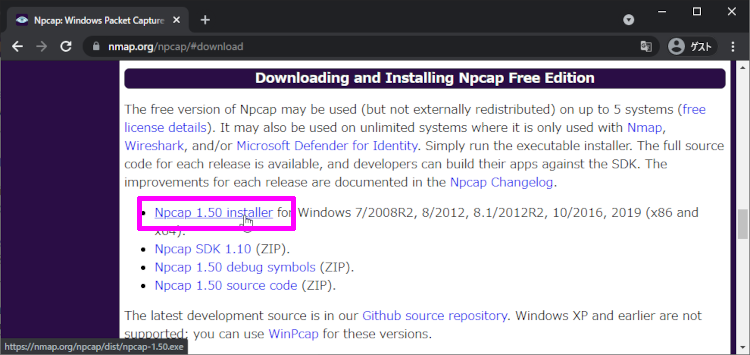 Npcap: Windows Packet Capture
nmap.org/npcap/#download
ゲスト
Downloading and Installing Npcap Free Edition
The free version of Npcap may be used (but not externally redistributed) on up to 5 systems (free
license details). It may also be used on unlimited systems where it is only used with Nmap,
Wireshark, and/or Microsoft Defender for Identity. Simply run the executable installer. The full source
code for each release is available, and developers can build their apps against the SDK. The
improvements for each release are documented in the Npcap Changelog.
Npcap 1.50 installer for Windows 7/2008R2, 8/2012, 8.1/2012R2, 10/2016, 2019 (x86 and
x64).
Npcap SDK 1.10 (ZIP).
Npcap 1.50 debug symbols (ZIP).
Npcap 1.50 source code (ZIP).
The latest development source is in our Github source repository. Windows XP and earlier are not
supported; you can use WinPcap for these versions.
https://nmap.org/npcap/dist/npcap-1.50.exe